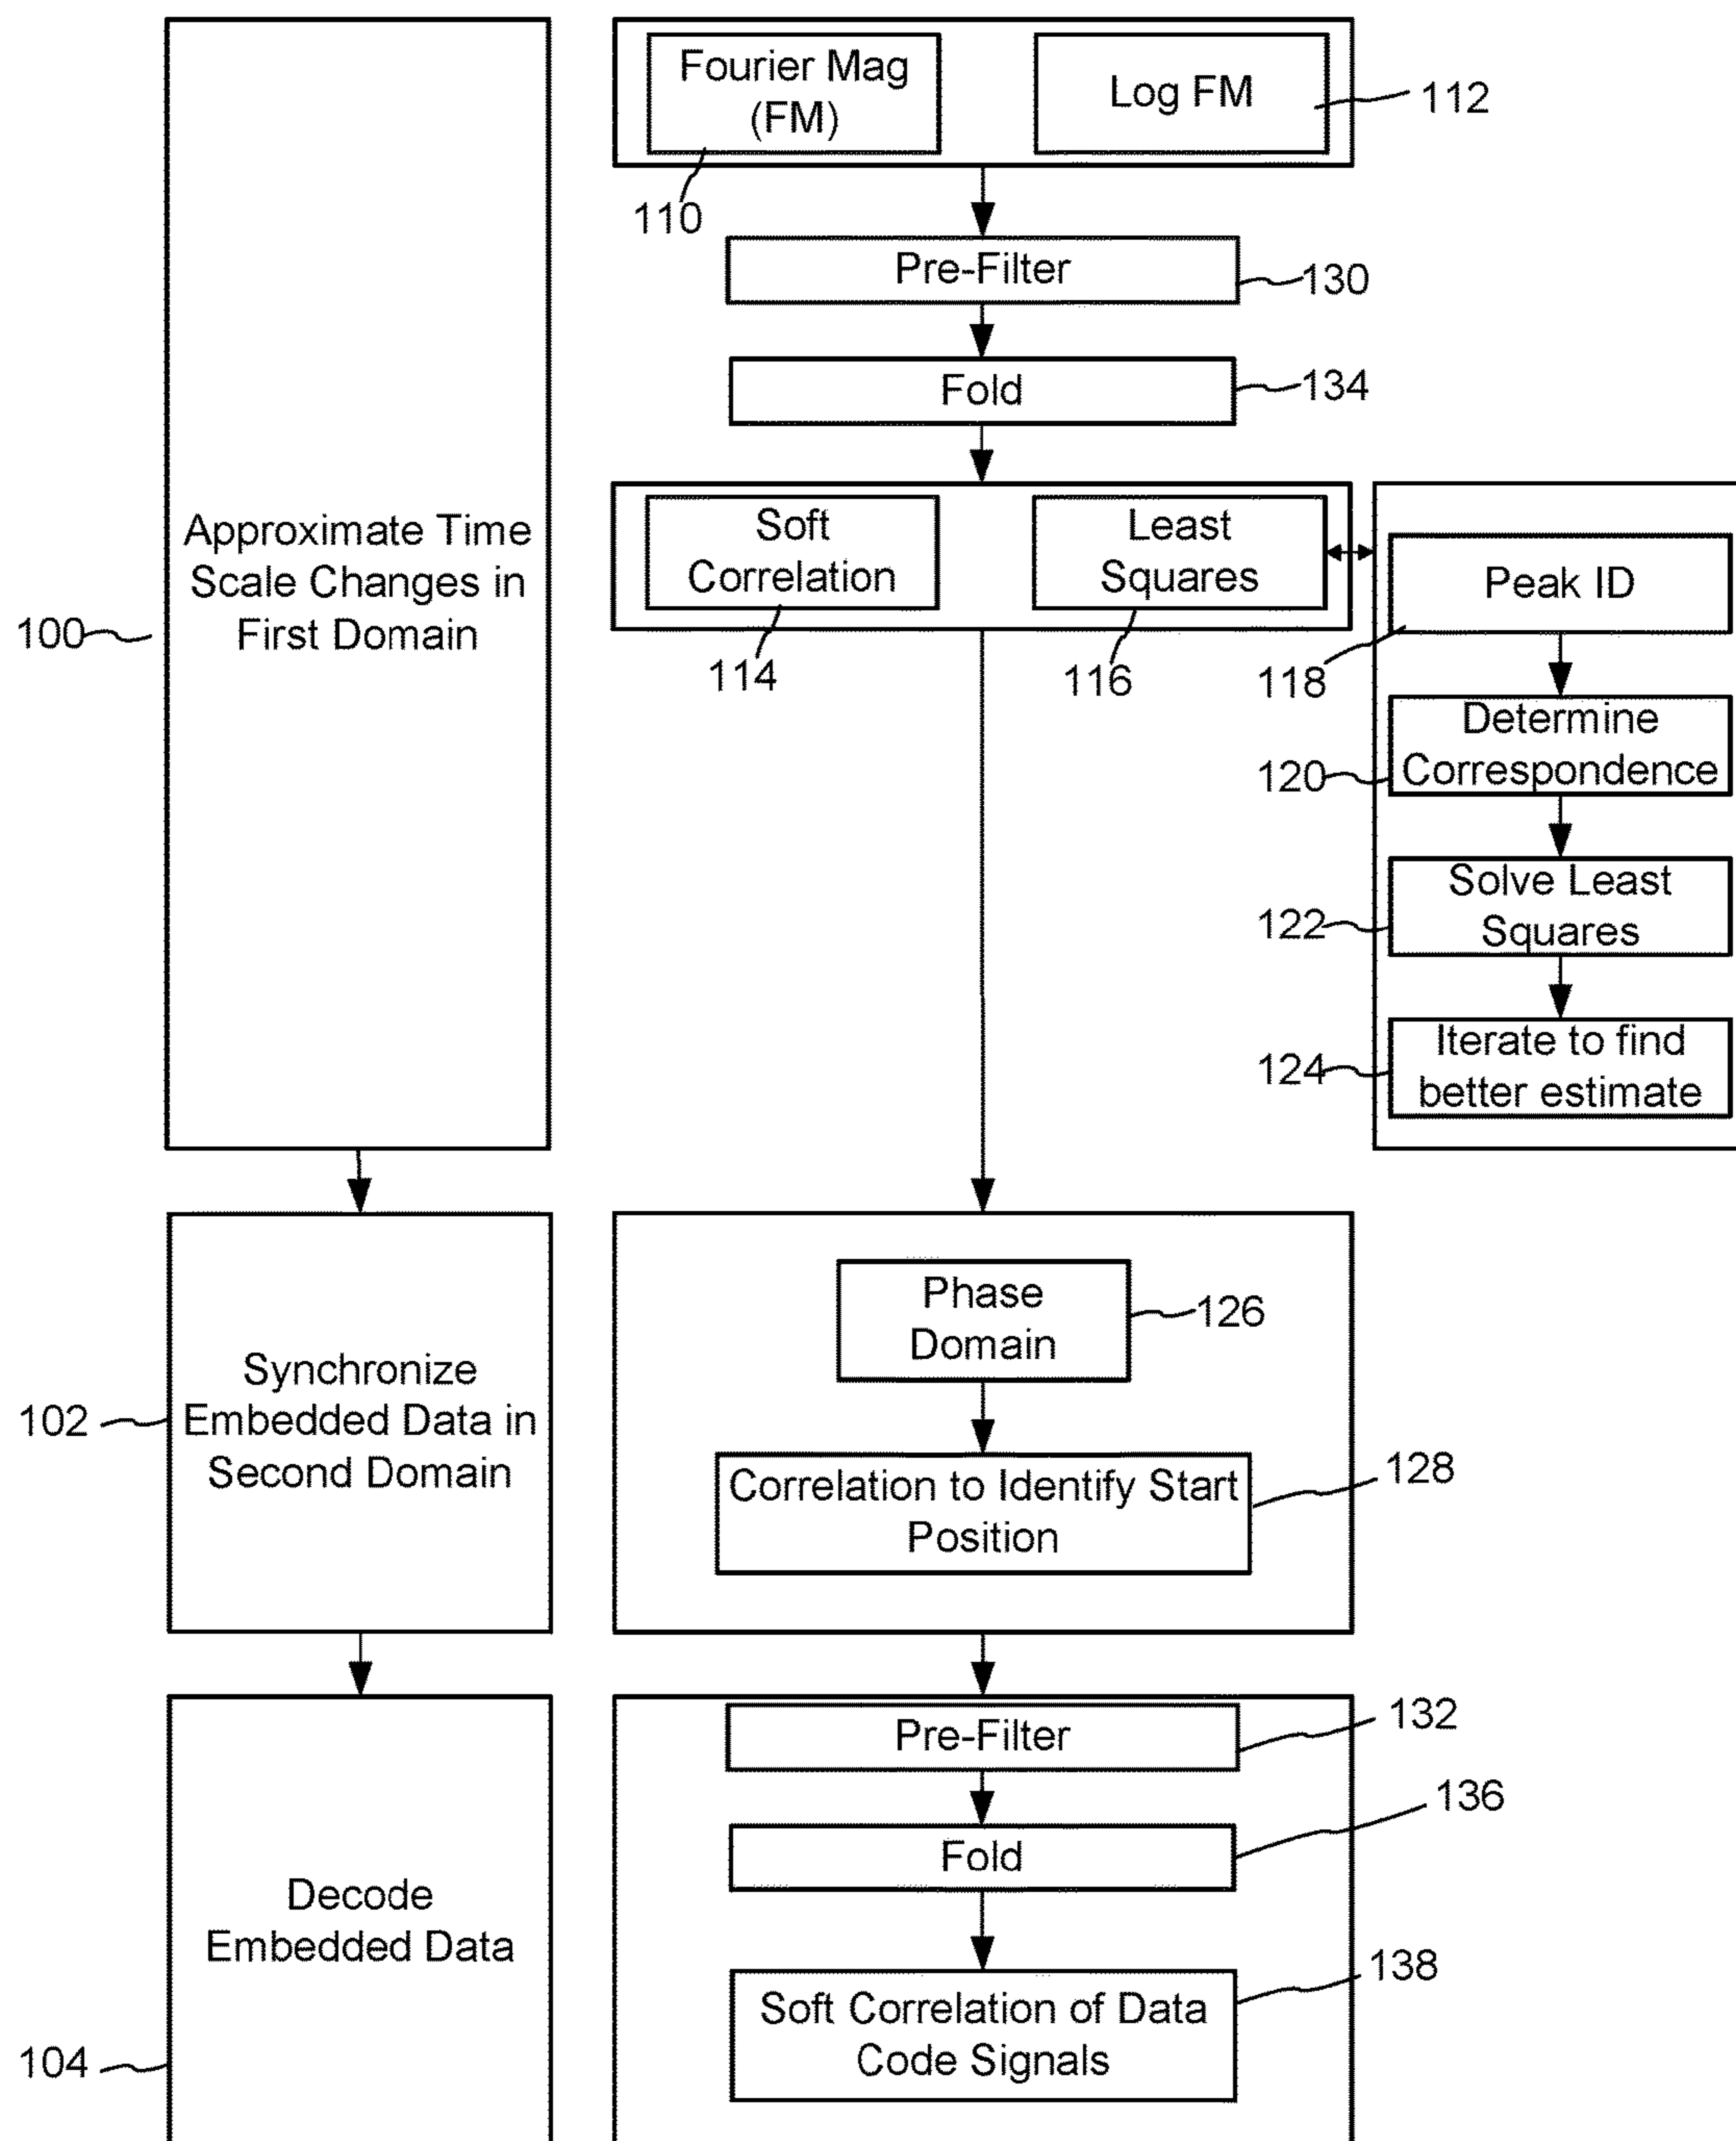 Fourier Mag
(FM)
Log FM
112
110
Pre-Filter
130
Fold
134
Approximate Time
Scale Changes in
First Domain
100
Soft
Correlation
Least
Squares
114
116
Peak ID
118
Determine
Correspondence
120
Solve Least
Squares
122
Iterate to find
better estimate
124
Synchronize
Embedded Data in
Second Domain
102
Phase
Domain
126
Correlation to Identify Start
Position
128
Decode
Embedded Data
104
Pre-Filter
132
Fold
136
Soft Correlation of Data
Code Signals
138